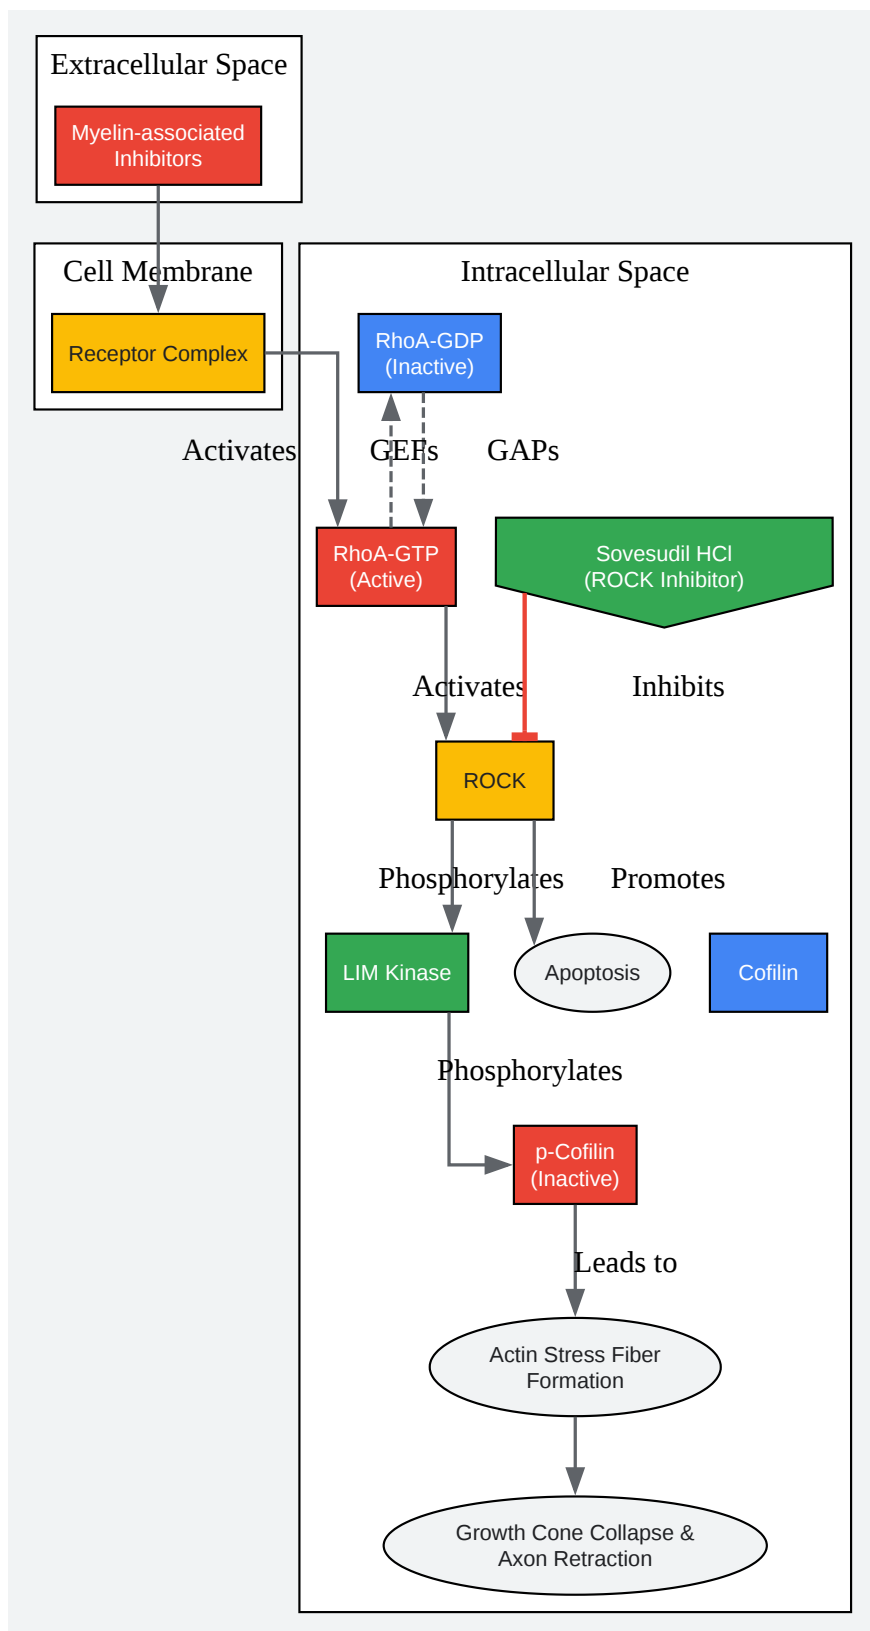 Extracellular Space
Myelin-associated
Inhibitors
Cell Membrane
Receptor Complex
Intracellular Space
RhoA-GDP
(Inactive)
Activates
GEFs
GAPs
RhoA-GTP
(Active)
Sovesudil HCl
(ROCK Inhibitor)
Activates
Inhibits
ROCK
Phosphorylates
Promotes
LIM Kinase
Apoptosis
Cofilin
Phosphorylates
p-Cofilin
(Inactive)
Leads to
Actin Stress Fiber
Formation
Growth Cone Collapse &
Axon Retraction